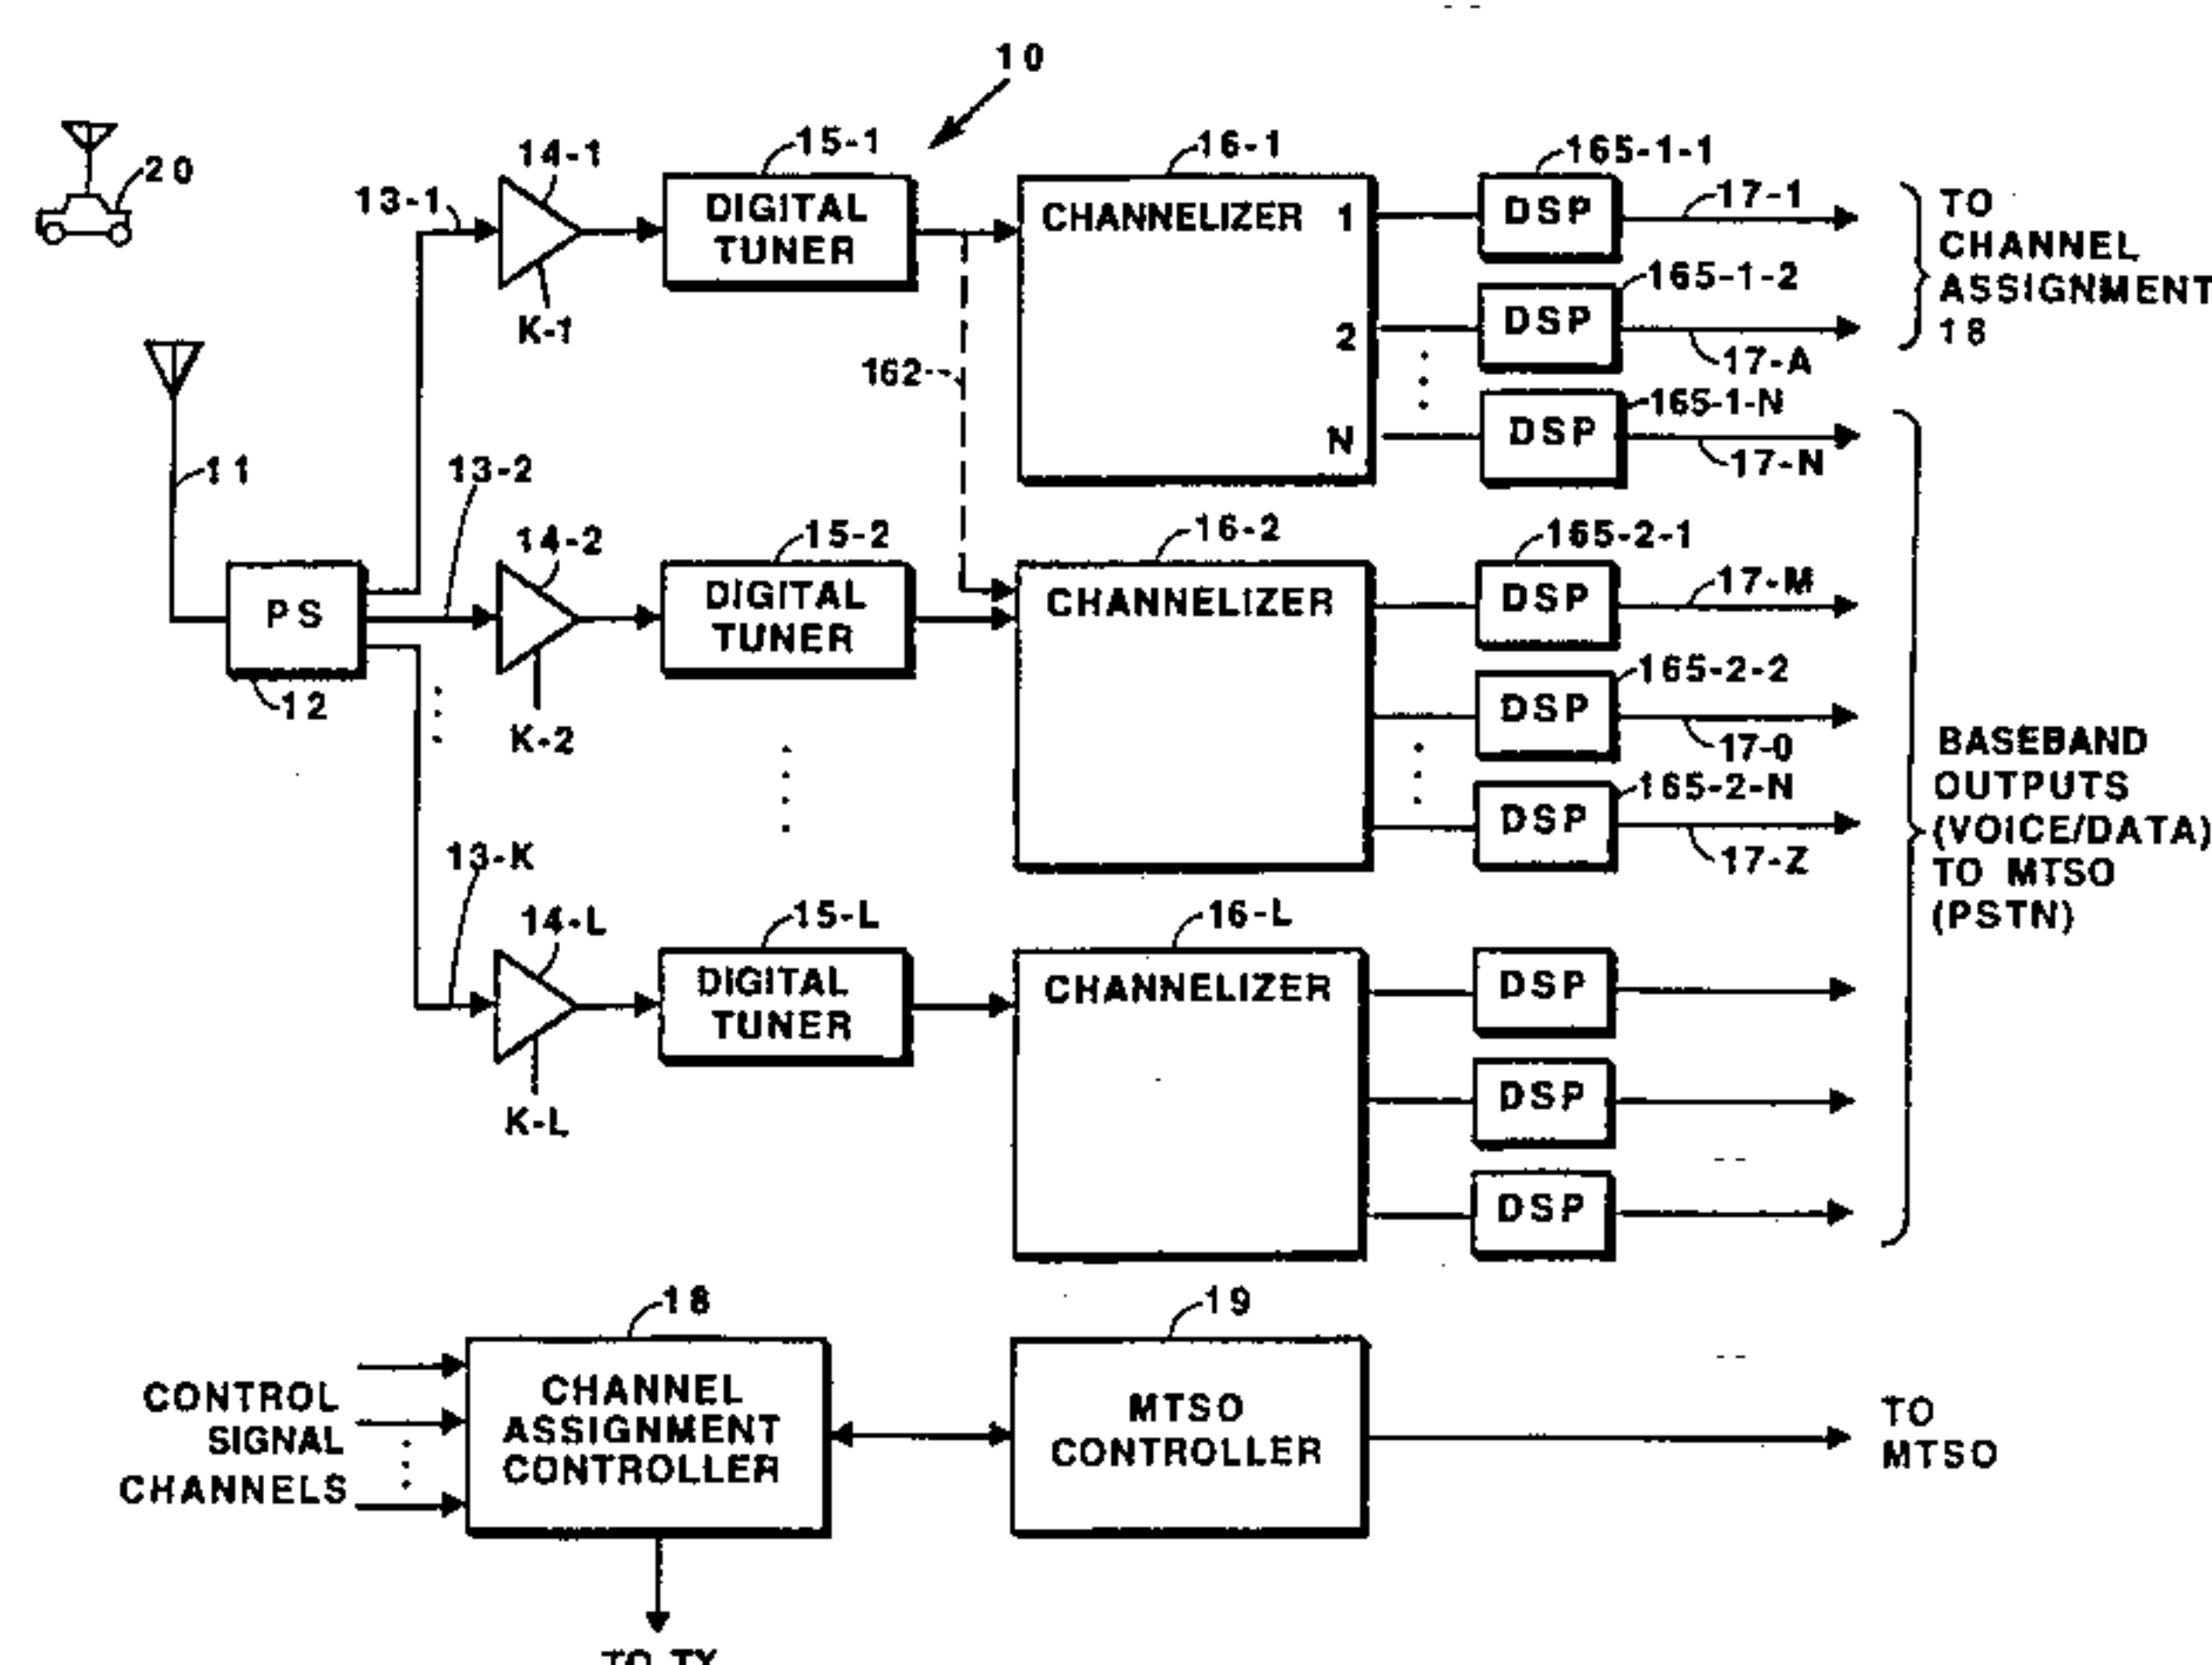 10
20
14-1
15-1
16-1
165-1-1
13-1
DIGITAL
TUNER
CHANNELIZER 1
DSP
17-1
TO
CHANNEL
ASSIGNMENT
18
K-1
165-1-2
2
DSP
17-A
162
165-1-N
N
DSP
17-N
11
13-2
14-2
15-2
16-2
165-2-1
PS
12
DIGITAL
TUNER
CHANNELIZER
DSP
17-M
K-2
165-2-2
DSP
17-0
165-2-N
DSP
17-Z
BASEBAND
OUTPUTS
(VOICE/DATA)
TO MTSO
(PSTN)
13-K
14-L
15-L
16-L
DIGITAL
TUNER
CHANNELIZER
DSP
K-L
DSP
DSP
18
19
CONTROL
SIGNAL
CHANNELS
CHANNEL
ASSIGNMENT
CONTROLLER
MTSO
CONTROLLER
TO
MTSO
TO TX